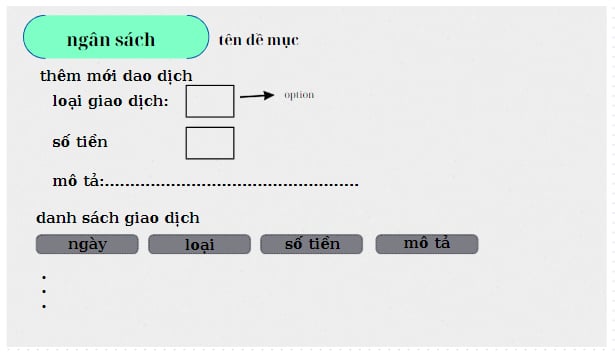 ngân sách tên dề mục
thêm mới dao dịch
loại giao dịch: option
số tiền
mô tả:..................................................
danh sách giao dịch
ngày loại số tiền mô tả